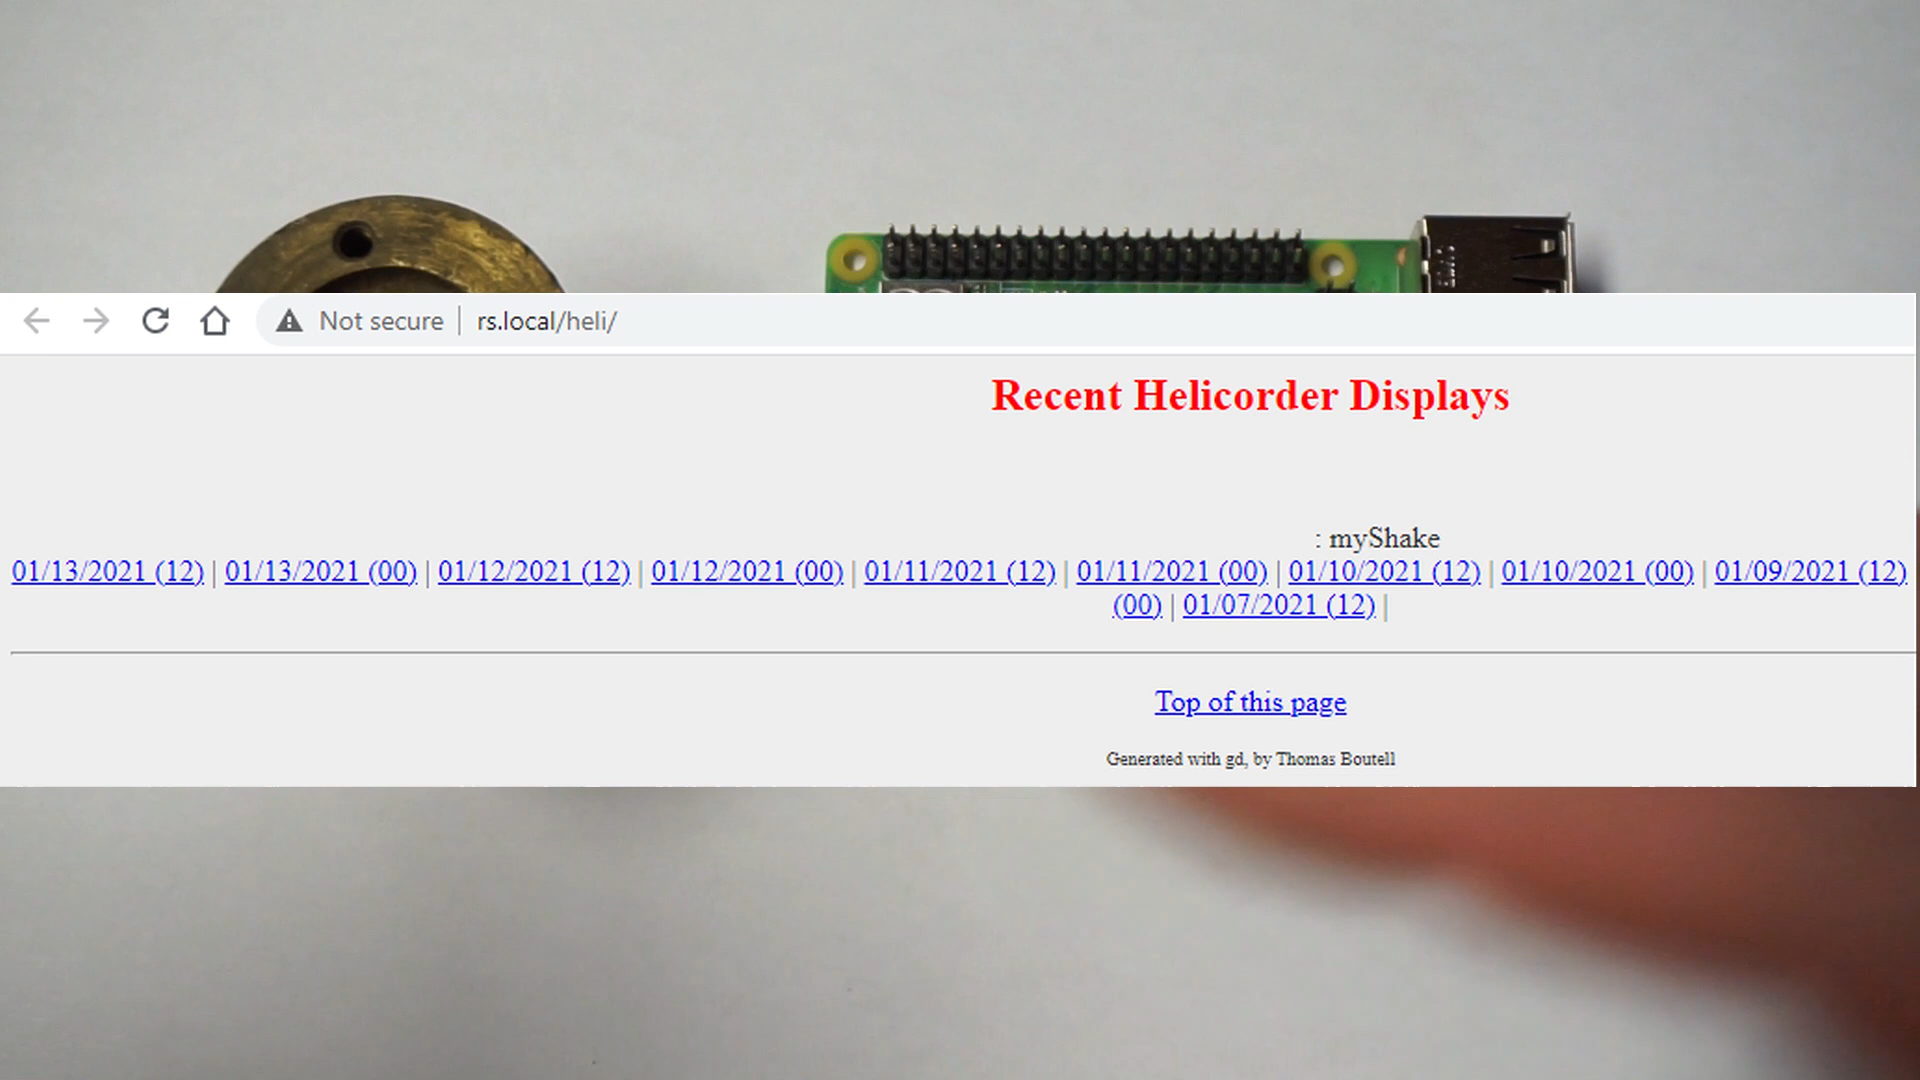 Not secure | rs.local/heli/
Recent Helicorder Displays
: myShake
01/13/2021 (12) | 01/13/2021 (00) | 01/12/2021 (12) | 01/12/2021 (00) | 01/11/2021 (12) | 01/11/2021 (00) | 01/10/2021 (12) | 01/10/2021 (00) | 01/09/2021 (12)
(00) | 01/07/2021 (12) |
Top of this page
Generated with gd, by Thomas Boutell